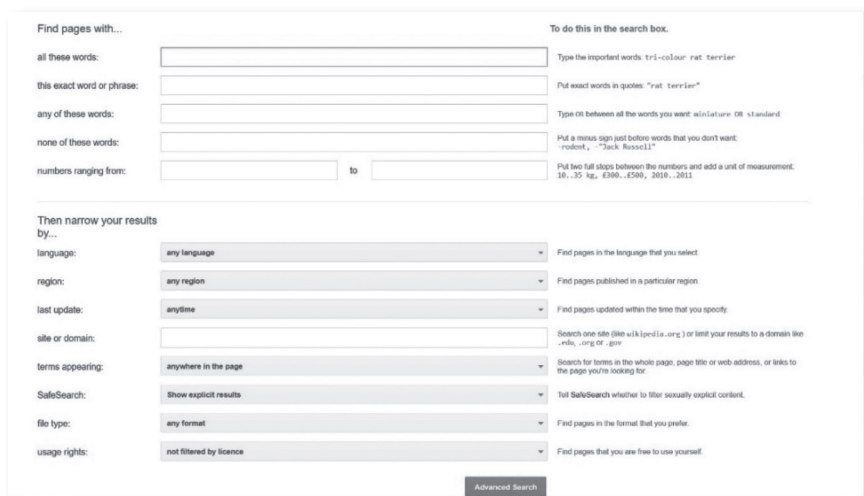 Find pages with...
To do this in the search box.
all these words:
Type the important words: tri-colour rat terrier
this exact word or phrase:
Put exact words in quotes: "rat terrier"
any of these words:
Type OR between all the words you want: miniature OR standard
none of these words:
Put a minus sign just before words that you don't want:
-rodent, -"Jack Russell"
numbers ranging from:
to
Put two full stops between the numbers and add a unit of measurement:
10..35 kg, £300..£500, 2010..2011
Then narrow your results
by...
language:
any language
Find pages in the language that you select.
region:
any region
Find pages published in a particular region.
last update:
anytime
Find pages updated within the time that you specify.
site or domain:
Search one site (like wikipedia.org ) or limit your results to a domain like
.edu, .org or .gov
terms appearing:
anywhere in the page
Search for terms in the whole page, page title or web address, or links to
the page you're looking for.
SafeSearch:
Show explicit results
Tell SafeSearch whether to filter sexually explicit content.
file type:
any format
Find pages in the format that you prefer.
usage rights:
not filtered by licence
Find pages that you are free to use yourself.
Advanced Search